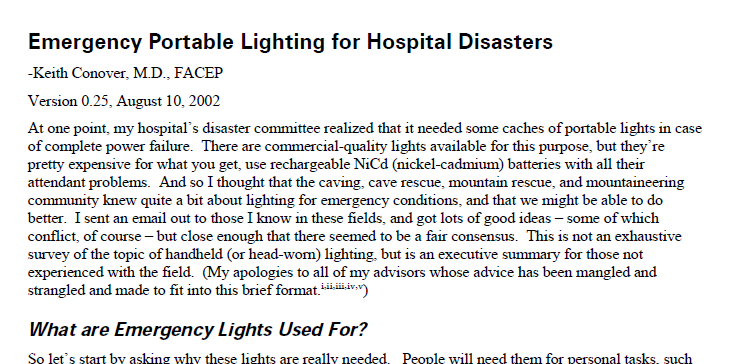 Emergency Portable Lighting for Hospital Disasters
-Keith Conover, M.D., FACEP
Version 0.25, August 10, 2002
At one point, my hospital's disaster committee realized that it needed some caches of portable lights in case
of complete power failure.  There are commercial-quality lights available for this purpose, but they're
pretty expensive for what you get, use rechargeable NiCd (nickel-cadmium) batteries with all their
attendant problems.  And so I thought that the caving, cave rescue, mountain rescue, and mountaineering
community knew quite a bit about lighting for emergency conditions, and that we might be able to do
better.  I sent an email out to those I know in these fields, and got lots of good ideas – some of which
conflict, of course – but close enough that there seemed to be a fair consensus.  This is not an exhaustive
survey of the topic of handheld (or head-worn) lighting, but is an executive summary for those not
experienced with the field.  (My apologies to all of my advisors whose advice has been mangled and
strangled and made to fit into this brief format.i,ii,iii,iv,v)
What are Emergency Lights Used For?
So let's start by asking why these lights are really needed.   People will need them for personal tasks, such